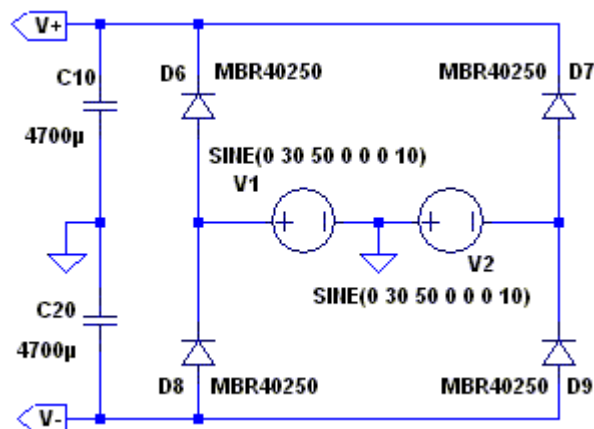 V+
C10
4700µ
D6
MBR40250
MBR40250
D7
SINE(0 30 50 0 0 0 10)
V1
V2
SINE(0 30 50 0 0 0 10)
C20
4700µ
D8
MBR40250
MBR40250
D9
V-